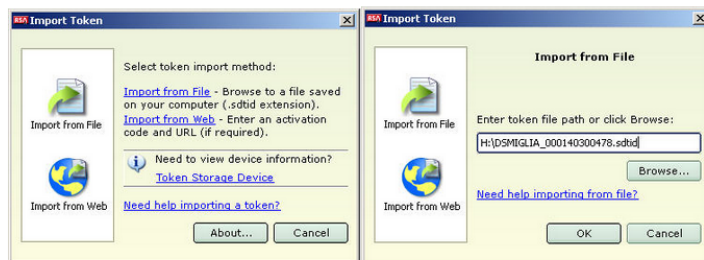 RSA Import Token
Select token import method:
Import from File - Browse to a file saved
on your computer (.sdtid extension).
Import from Web - Enter an activation
code and URL (if required).
Import from File
Need to view device information?
Token Storage Device
Import from Web
Need help importing a token?
About...
Cancel
RSA Import Token
Import from File
Enter token file path or click Browse:
Import from File
H:\DSMIGLIA_000140300478.sdtid
Browse...
Need help importing from file?
Import from Web
OK
Cancel